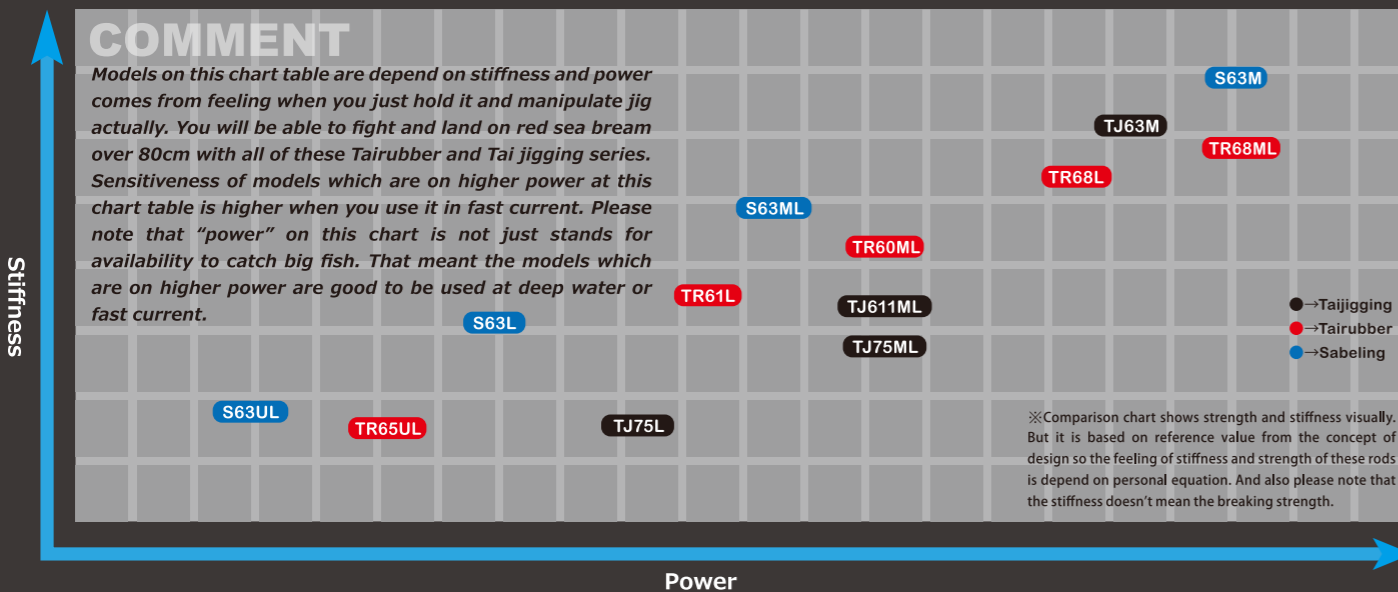 COMMENT
Models on this chart table are depend on stiffness and power
comes from feeling when you just hold it and manipulate jig
actually. You will be able to fight and land on red sea bream
over 80cm with all of these Tairubber and Tai jigging series.
Sensitiveness of models which are on higher power at this
chart table is higher when you use it in fast current. Please
note that “power” on this chart is not just stands for
availability to catch big fish. That meant the models which
are on higher power are good to be used at deep water or
fast current.
S63M
TJ63M
TR68ML
TR68L
S63ML
TR60ML
TR61L
TJ611ML
S63L
TJ75ML
S63UL
TR65UL
TJ75L
Stiffness
●→Taijigging
●→Tairubber
●→Sabeling
※Comparison chart shows strength and stiffness visually.
But it is based on reference value from the concept of
design so the feeling of stiffness and strength of these rods
is depend on personal equation. And also please note that
the stiffness doesn’t mean the breaking strength.
Power